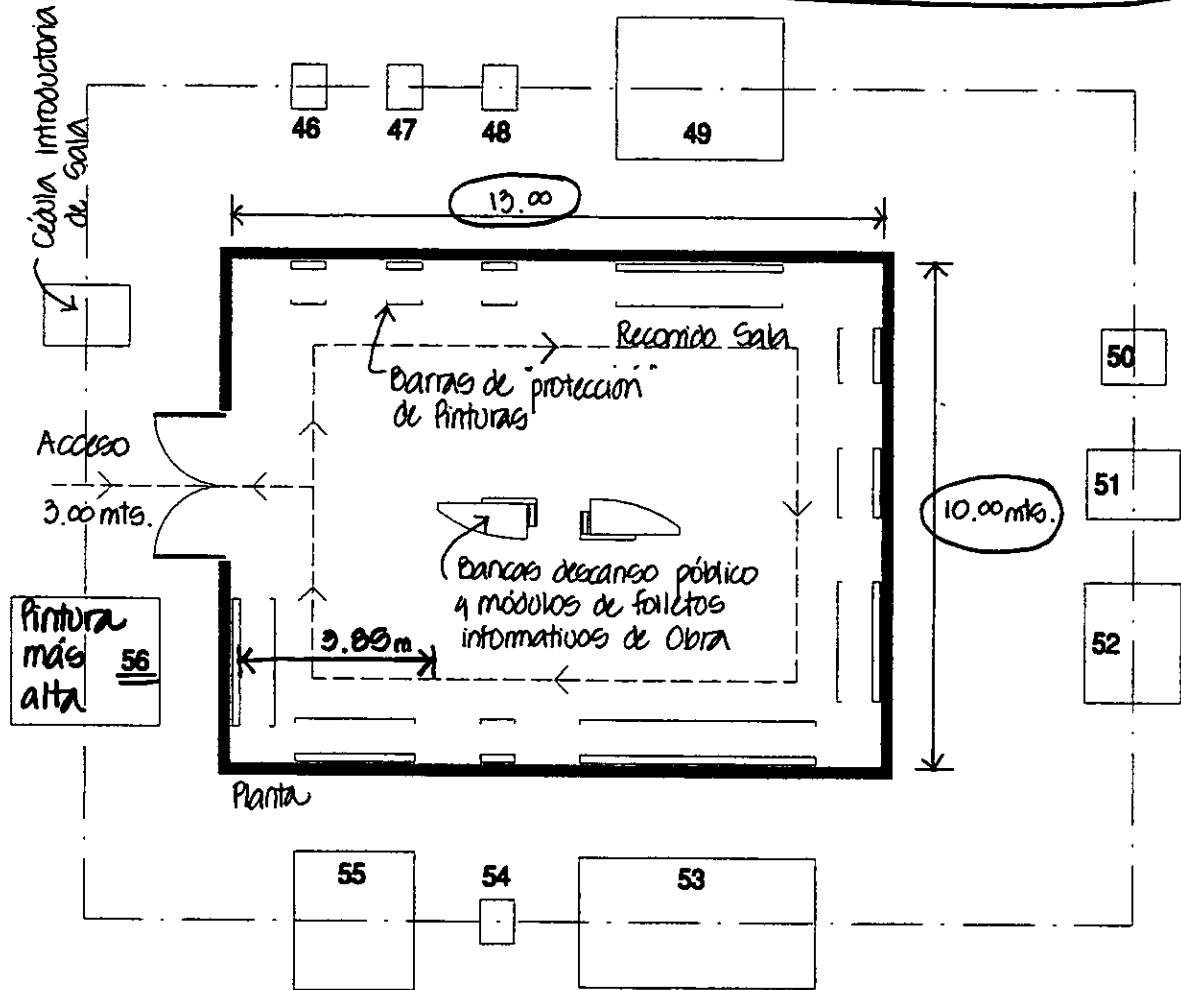 Cédula Introductoria
de Sala
46
47
48
49
13.00
Recorrido Sala
Barras de "protección"
de Pinturas
50
Acceso
51
3.00 mts.
10.00 mts.
Bancas descanso público
y módulos de folletos
informativos de Obra
Pintura
más
alta
56
3.85 m
52
Planta
55
54
53